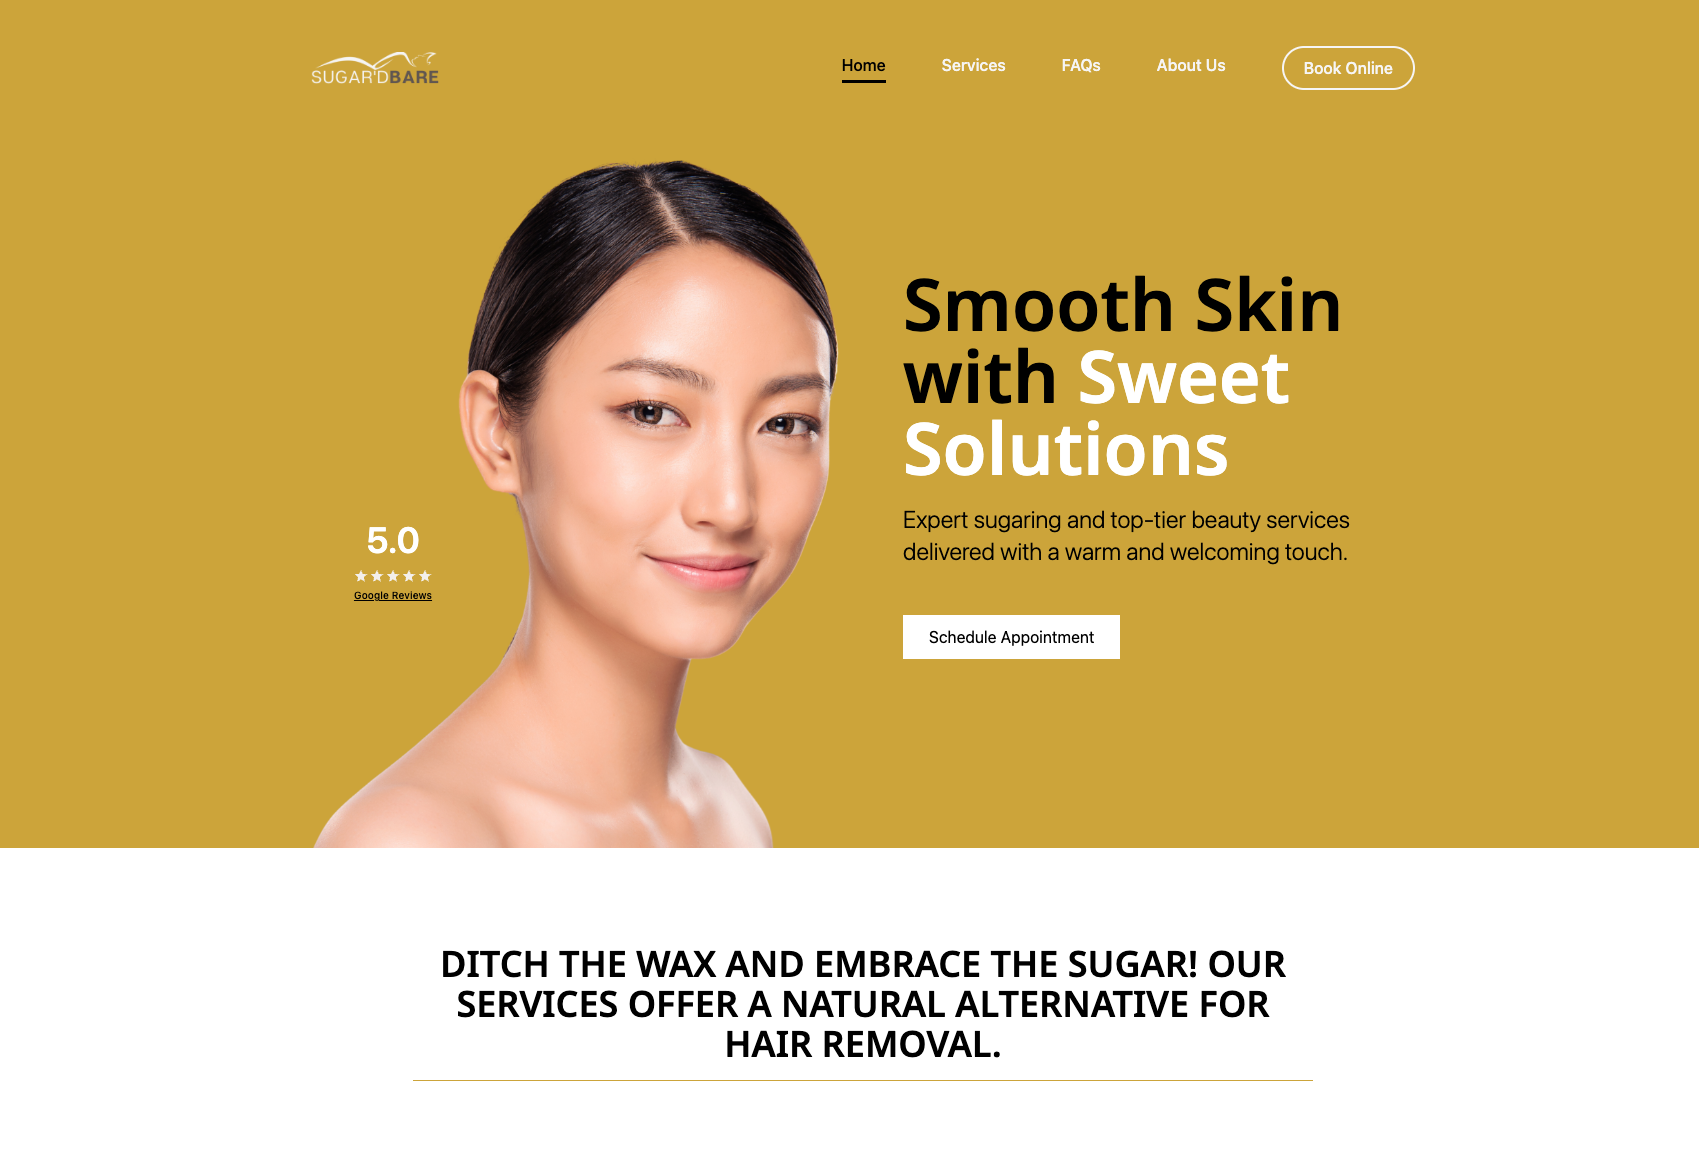 SUGAR'DBARE
Home
Services
FAQs
About Us
Book Online
Smooth Skin
with Sweet
Solutions
Expert sugaring and top-tier beauty services
delivered with a warm and welcoming touch.
Schedule Appointment
5.0
Google Reviews
DITCH THE WAX AND EMBRACE THE SUGAR! OUR
SERVICES OFFER A NATURAL ALTERNATIVE FOR
HAIR REMOVAL.